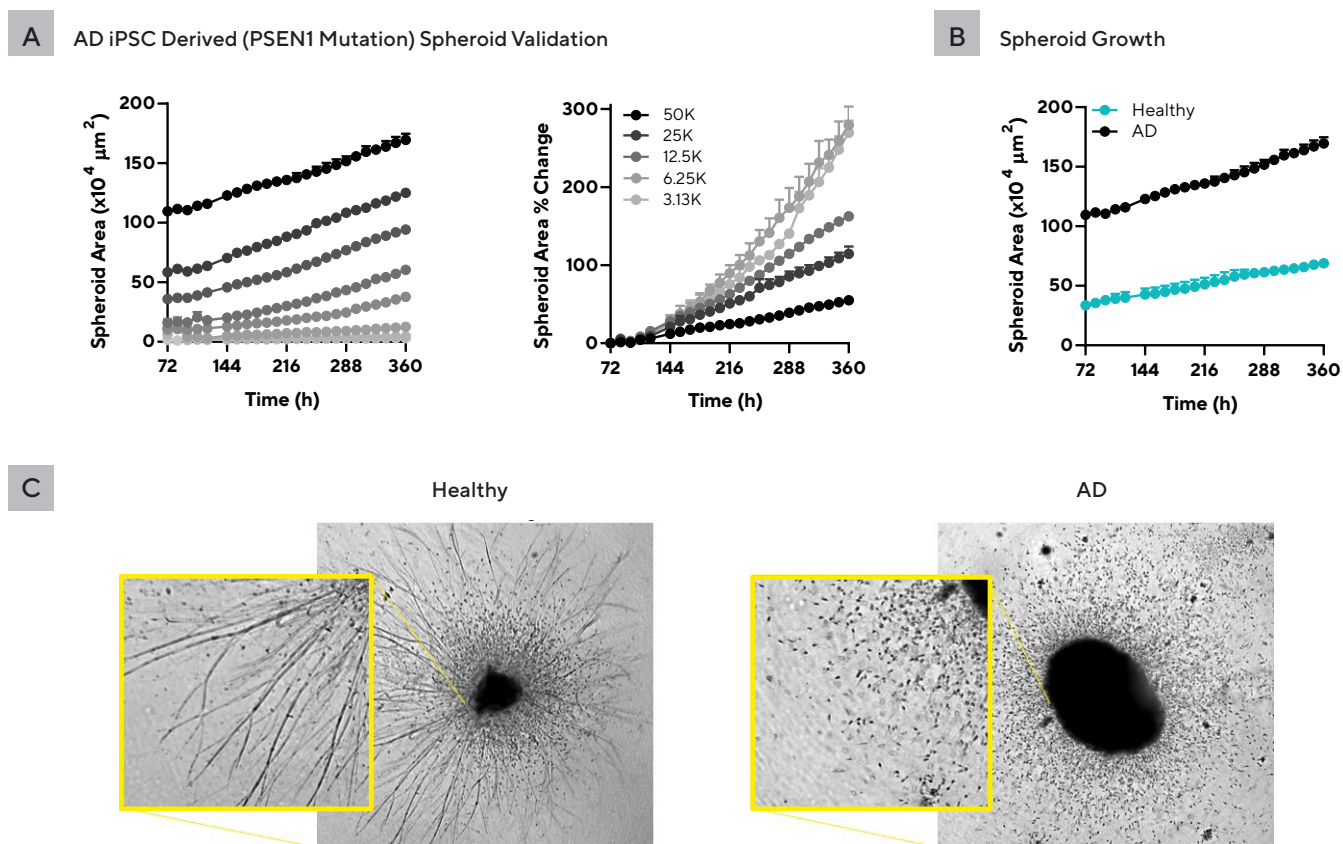 A
AD iPSC Derived (PSEN1 Mutation) Spheroid Validation
200
150
100
50
0
72
144
216
288
360
Spheroid Area (x10⁴ µm²)
Time (h)
300
200
100
0
72
144
216
288
360
Spheroid Area % Change
Time (h)
50K
25K
12.5K
6.25K
3.13K
B
Spheroid Growth
200
150
100
50
0
72
144
216
288
360
Spheroid Area (x10⁴ µm²)
Time (h)
Healthy
AD
C
Healthy
AD